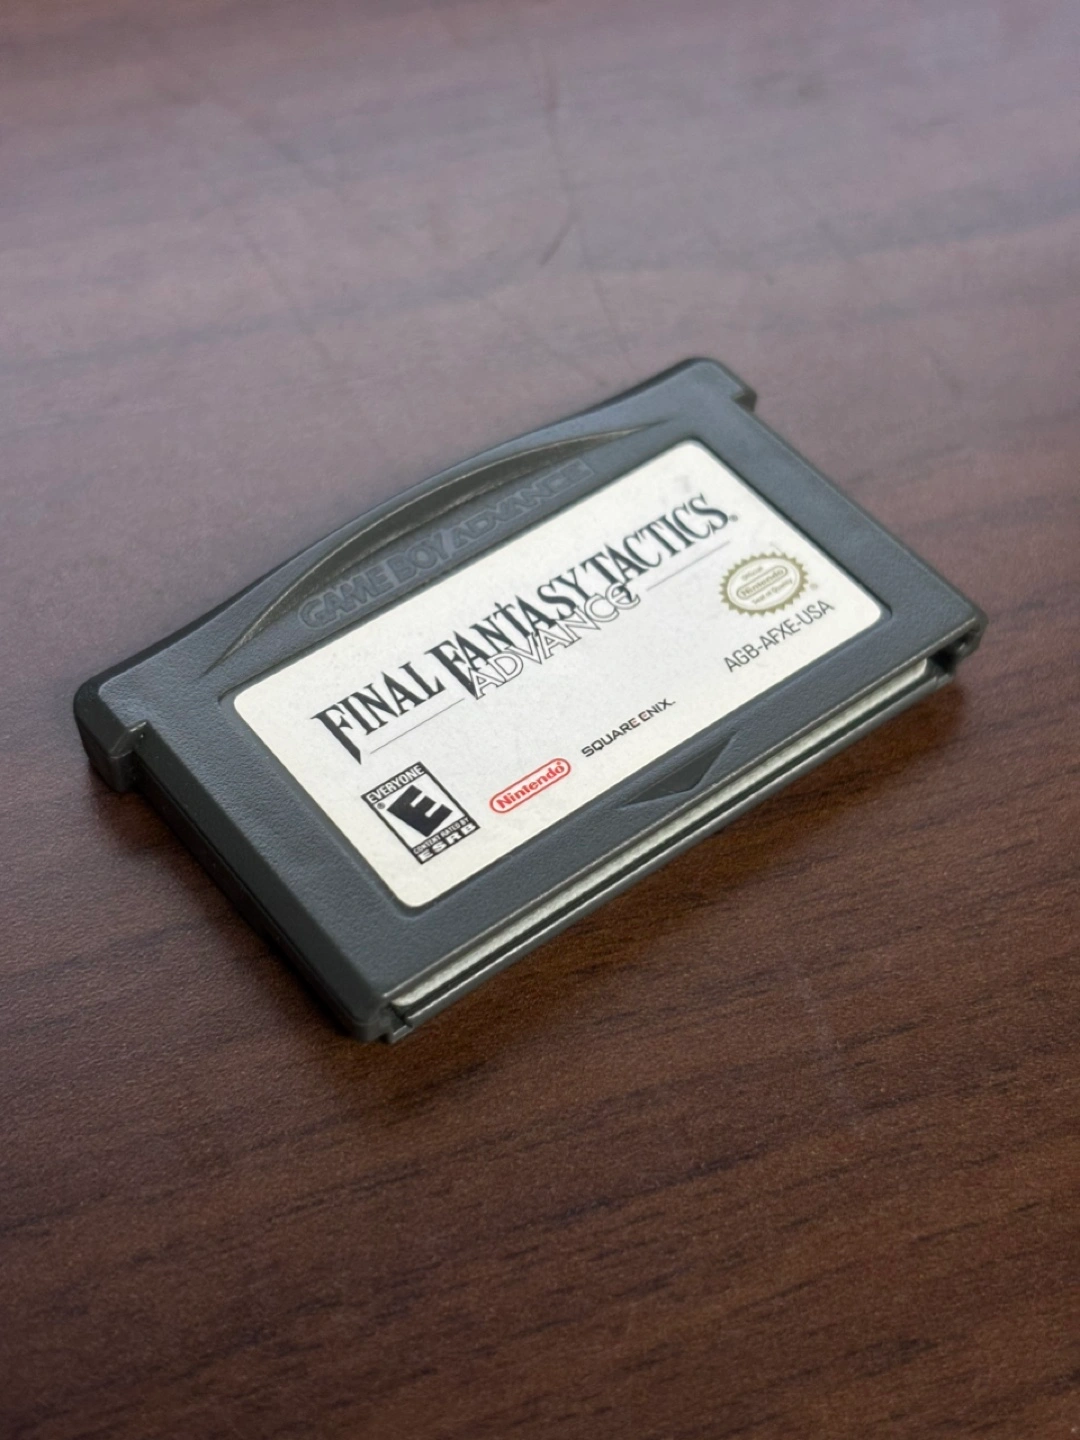 GAME BOY ADVANCE
FINAL FANTASY TACTICS®
ADVANCE
Official
Nintendo
Seal of Quality
®
AGB-AFXE-USA
EVERYONE
E
®
CONTENT RATED BY
ESRB
Nintendo®
SQUARE ENIX™